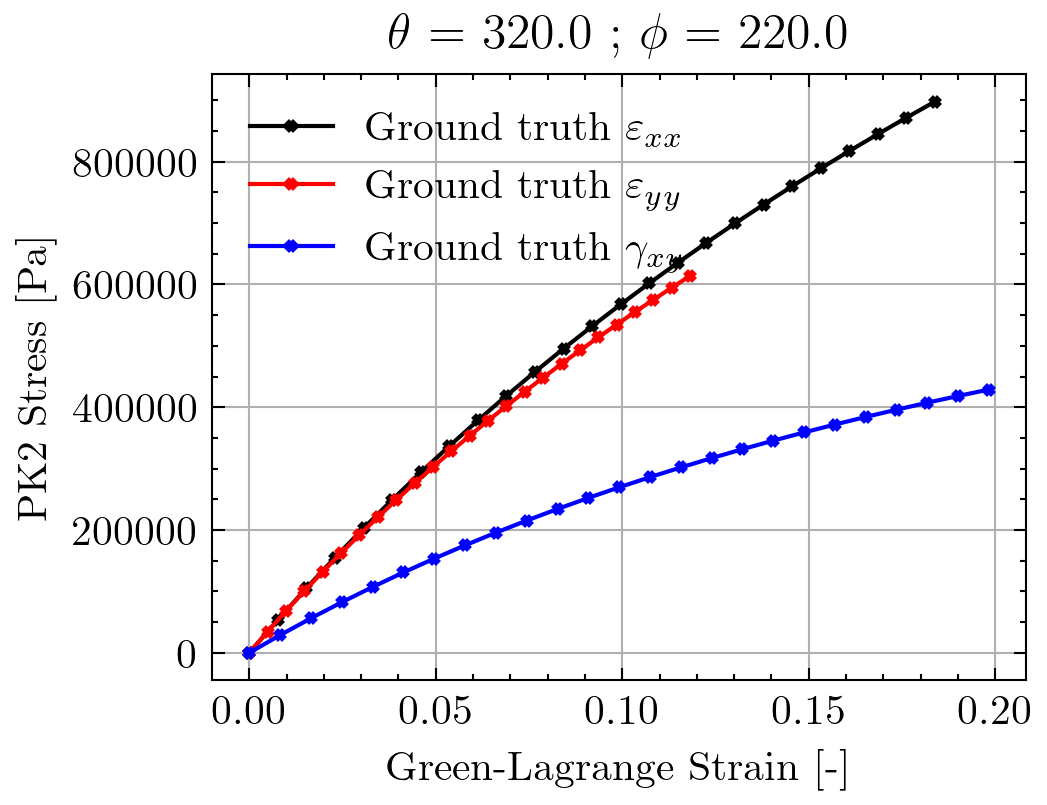 θ = 320.0 ; ϕ = 220.0
Ground truth εxx
Ground truth εyy
Ground truth γxy
PK2 Stress [Pa]
800000
600000
400000
200000
0
0.00 0.05 0.10 0.15 0.20
Green-Lagrange Strain [-]